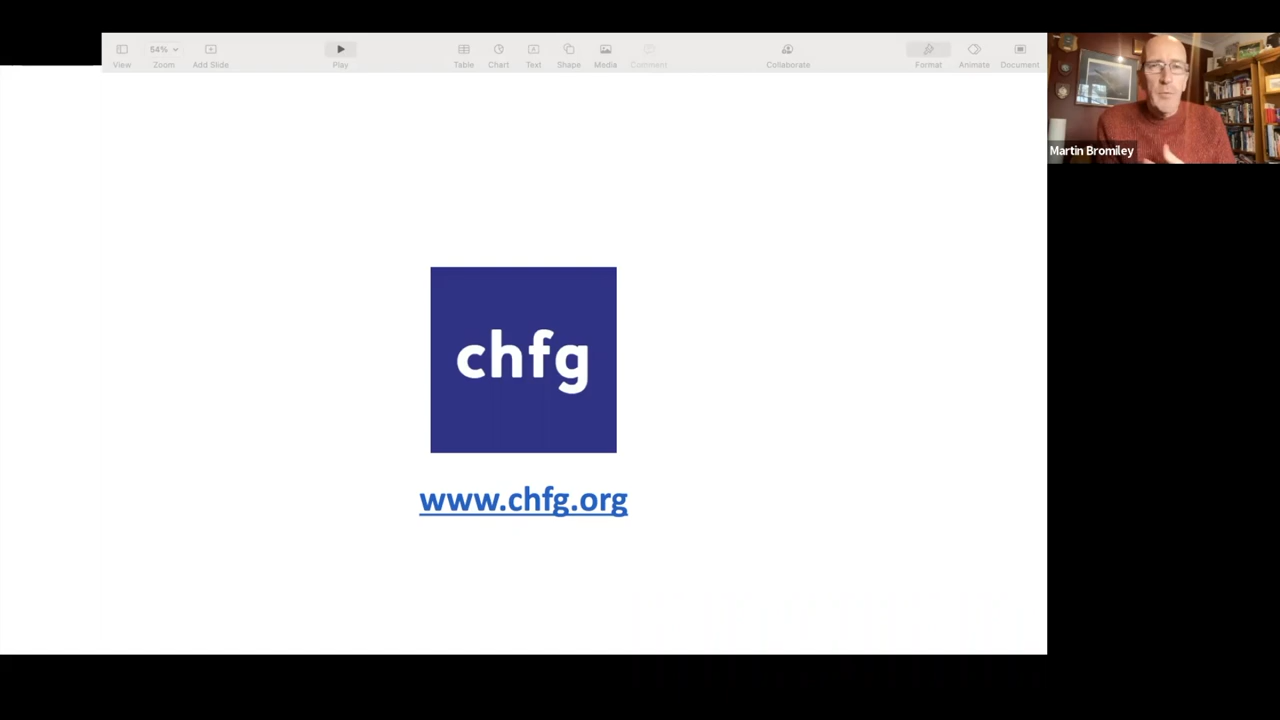 54%
View
Zoom
Add Slide
Play
Table
Chart
Text
Shape
Media
Comment
Collaborate
Format
Animate
Document
Martin Bromiley
chfg
www.chfg.org